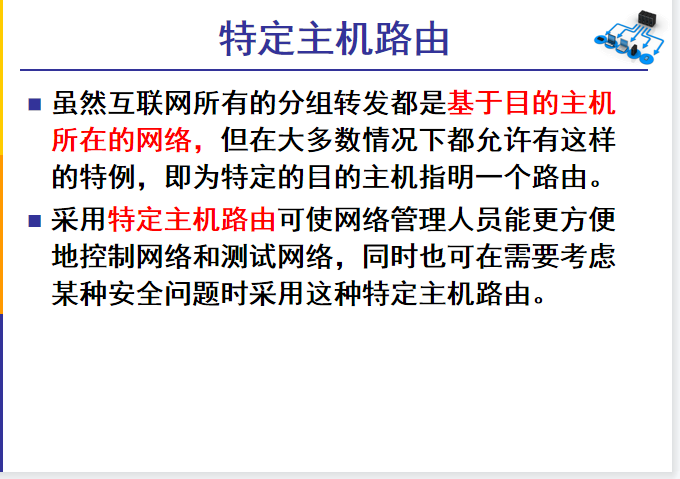 特定主机路由
虽然互联网所有的分组转发都是基于目的主机
所在的网络，但在大多数情况下都允许有这样
的特例，即为特定的目的主机指明一个路由。
采用特定主机路由可使网络管理人员能更方便
地控制网络和测试网络，同时也可在需要考虑
某种安全问题时采用这种特定主机路由。